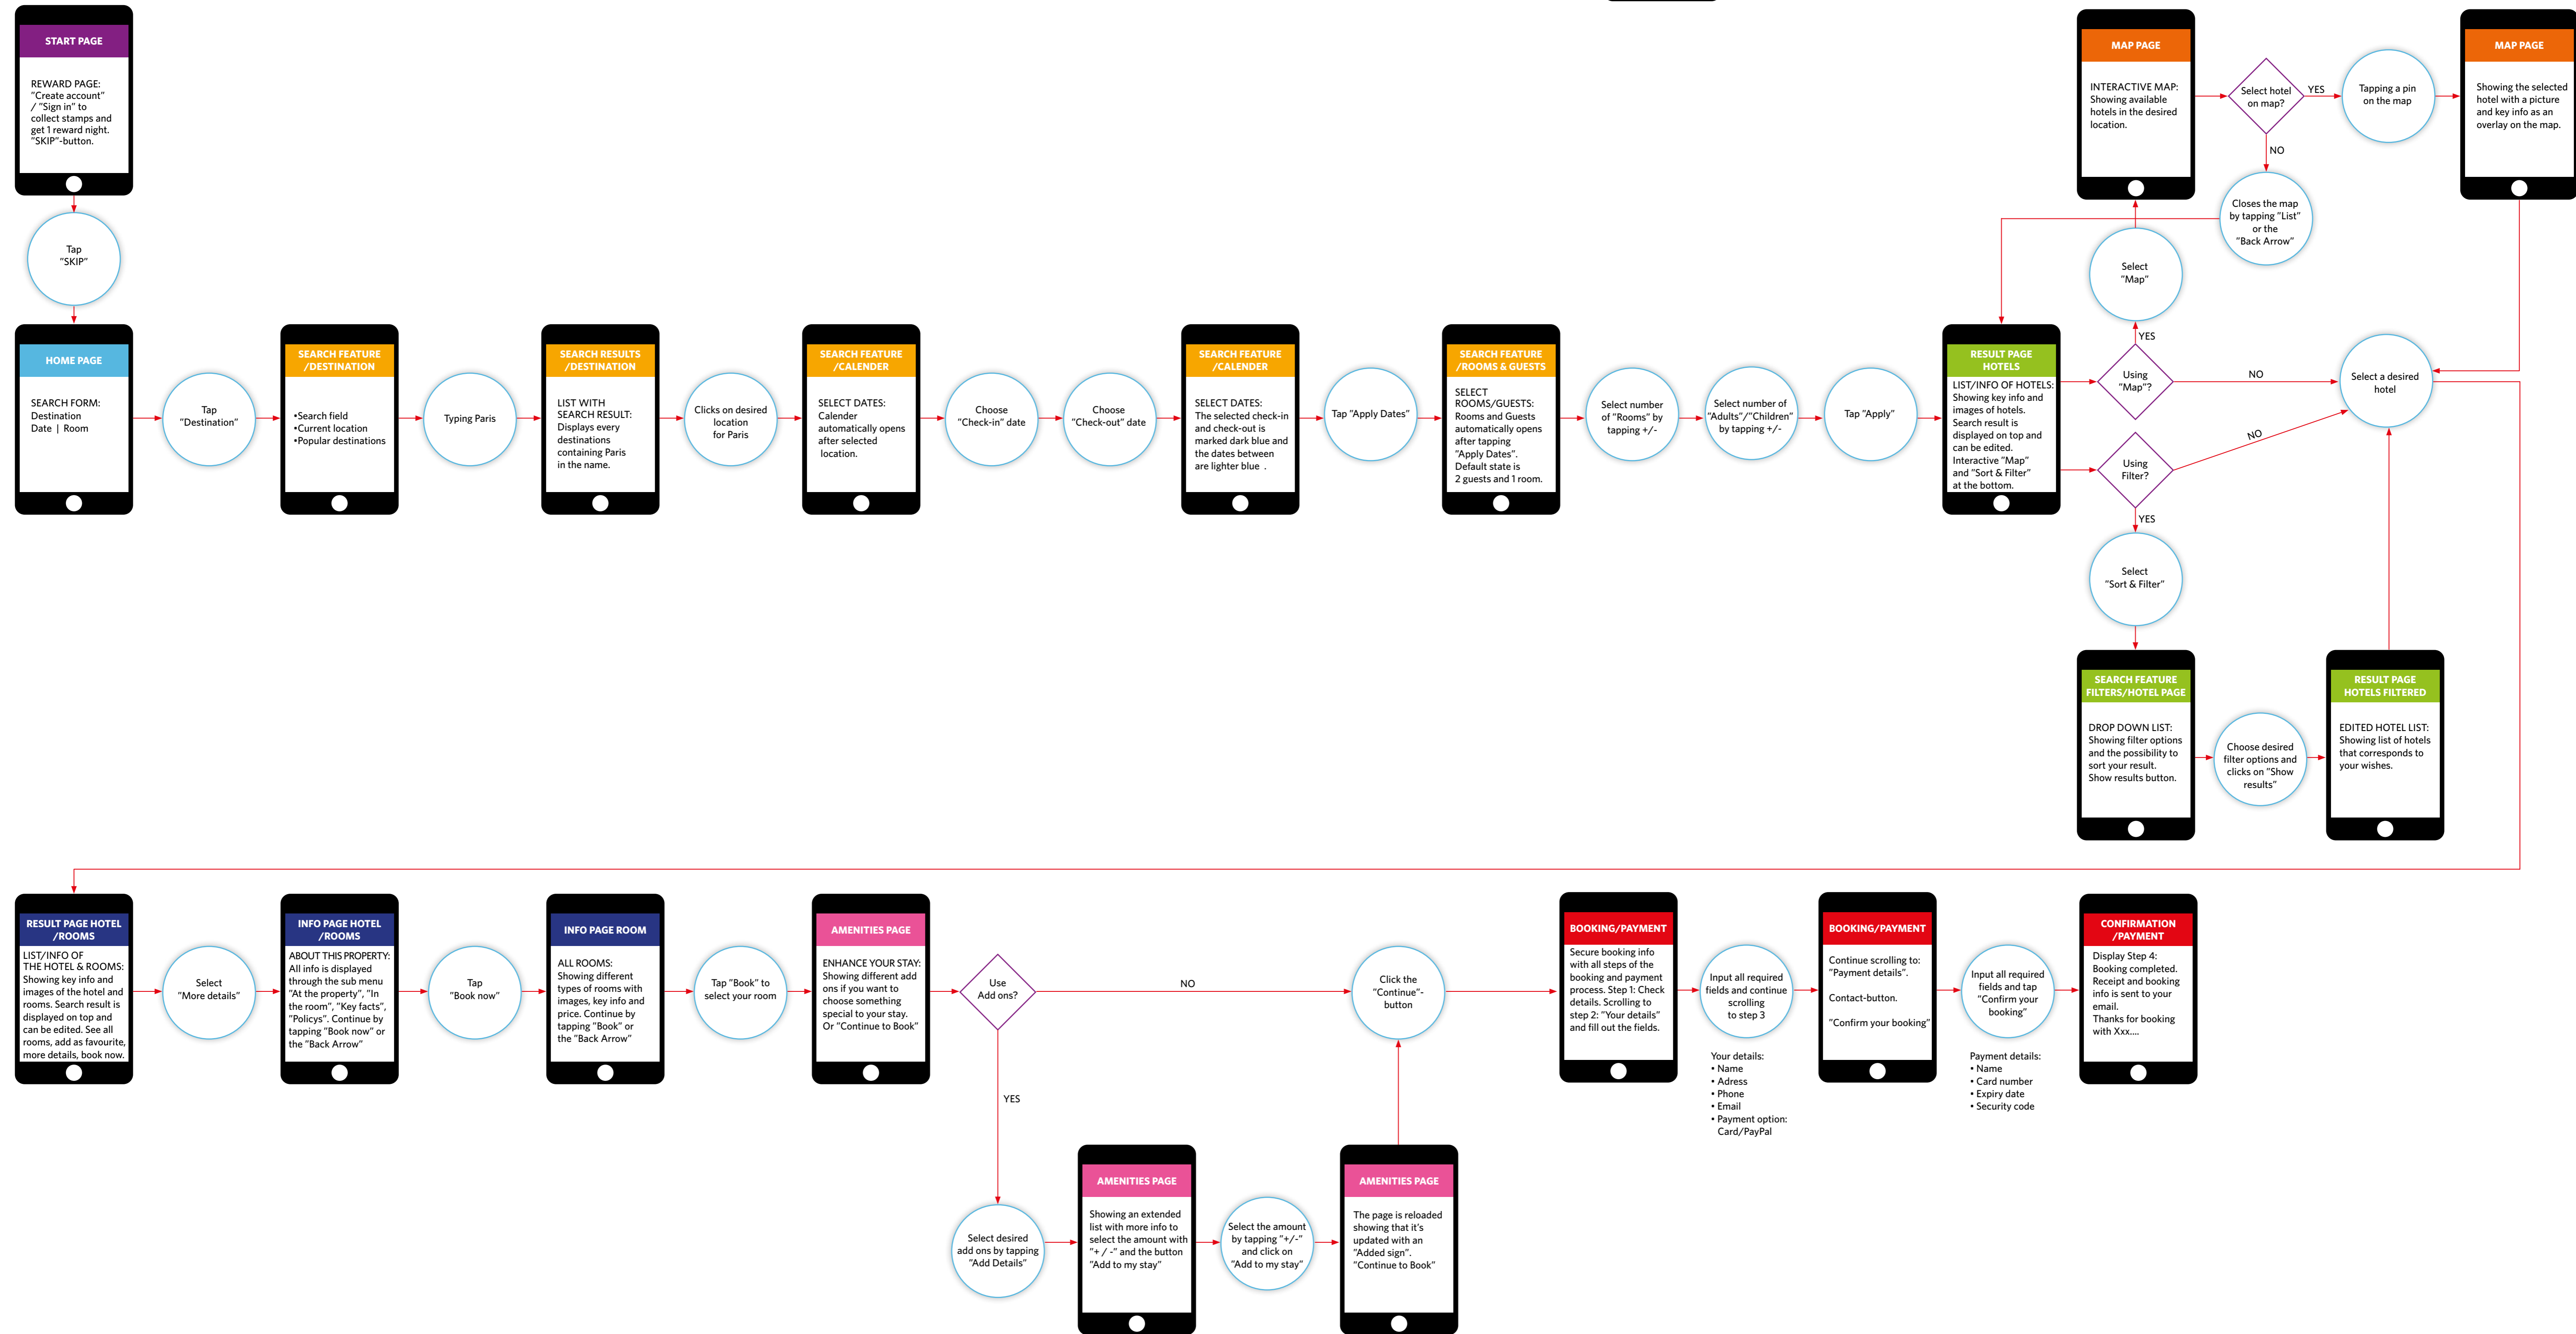 START PAGE
REWARD PAGE:
"Create account"
/ "Sign in" to
collect stamps and
get 1 reward night.
"SKIP"-button.
Tap
"SKIP"
HOME PAGE
SEARCH FORM:
Destination
Date | Room
Tap
"Destination"
SEARCH FEATURE
/DESTINATION
•Search field
•Current location
•Popular destinations
Typing Paris
SEARCH RESULTS
/DESTINATION
LIST WITH
SEARCH RESULT:
Displays every
destinations
containing Paris
in the name.
Clicks on desired
location
for Paris
SEARCH FEATURE
/CALENDER
SELECT DATES:
Calender
automatically opens
after selected
location.
Choose
"Check-in" date
Choose
"Check-out" date
SEARCH FEATURE
/CALENDER
SELECT DATES:
The selected check-in
and check-out is
marked dark blue and
the dates between
are lighter blue .
Tap "Apply Dates"
SEARCH FEATURE
/ROOMS & GUESTS
SELECT
ROOMS/GUESTS:
Rooms and Guests
automatically opens
after tapping
"Apply Dates".
Default state is
2 guests and 1 room.
Select number
of "Rooms" by
tapping +/-
Select number of
"Adults"/"Children"
by tapping +/-
Tap "Apply"
RESULT PAGE
HOTELS
LIST/INFO OF HOTELS:
Showing key info and
images of hotels.
Search result is
displayed on top and
can be edited.
Interactive "Map"
and "Sort & Filter"
at the bottom.
Using
"Map"?
YES
NO
Select
"Map"
MAP PAGE
INTERACTIVE MAP:
Showing available
hotels in the desired
location.
Select hotel
on map?
YES
NO
Tapping a pin
on the map
MAP PAGE
Showing the selected
hotel with a picture
and key info as an
overlay on the map.
Closes the map
by tapping "List"
or the
"Back Arrow"
Select a desired
hotel
Using
Filter?
NO
YES
Select
"Sort & Filter"
SEARCH FEATURE
FILTERS/HOTEL PAGE
DROP DOWN LIST:
Showing filter options
and the possibility to
sort your result.
Show results button.
Choose desired
filter options and
clicks on "Show
results"
RESULT PAGE
HOTELS FILTERED
EDITED HOTEL LIST:
Showing list of hotels
that corresponds to
your wishes.
RESULT PAGE HOTEL
/ROOMS
LIST/INFO OF
THE HOTEL & ROOMS:
Showing key info and
images of the hotel and
rooms. Search result is
displayed on top and
can be edited. See all
rooms, add as favourite,
more details, book now.
Select
"More details"
INFO PAGE HOTEL
/ROOMS
ABOUT THIS PROPERTY:
All info is displayed
through the sub menu
"At the property", "In
the room", "Key facts",
"Policys". Continue by
tapping "Book now" or
the "Back Arrow"
Tap
"Book now"
INFO PAGE ROOM
ALL ROOMS:
Showing different
types of rooms with
images, key info and
price. Continue by
tapping "Book" or
the "Back Arrow"
Tap "Book" to
select your room
AMENITIES PAGE
ENHANCE YOUR STAY:
Showing different add
ons if you want to
choose something
special to your stay.
Or "Continue to Book"
Use
Add ons?
NO
YES
Select desired
add ons by tapping
"Add Details"
AMENITIES PAGE
Showing an extended
list with more info to
select the amount with
"+ / -" and the button
"Add to my stay"
Select the amount
by tapping "+/-"
and click on
"Add to my stay"
AMENITIES PAGE
The page is reloaded
showing that it's
updated with an
"Added sign".
"Continue to Book"
Click the
"Continue"-
button
BOOKING/PAYMENT
Secure booking info
with all steps of the
booking and payment
process. Step 1: Check
details. Scrolling to
step 2: "Your details"
and fill out the fields.
Input all required
fields and continue
scrolling
to step 3
Your details:
• Name
• Adress
• Phone
• Email
• Payment option:
Card/PayPal
BOOKING/PAYMENT
Continue scrolling to:
"Payment details".
Contact-button.
"Confirm your booking"
Input all required
fields and tap
"Confirm your
booking"
Payment details:
• Name
• Card number
• Expiry date
• Security code
CONFIRMATION
/PAYMENT
Display Step 4:
Booking completed.
Receipt and booking
info is sent to your
email.
Thanks for booking
with Xxx....